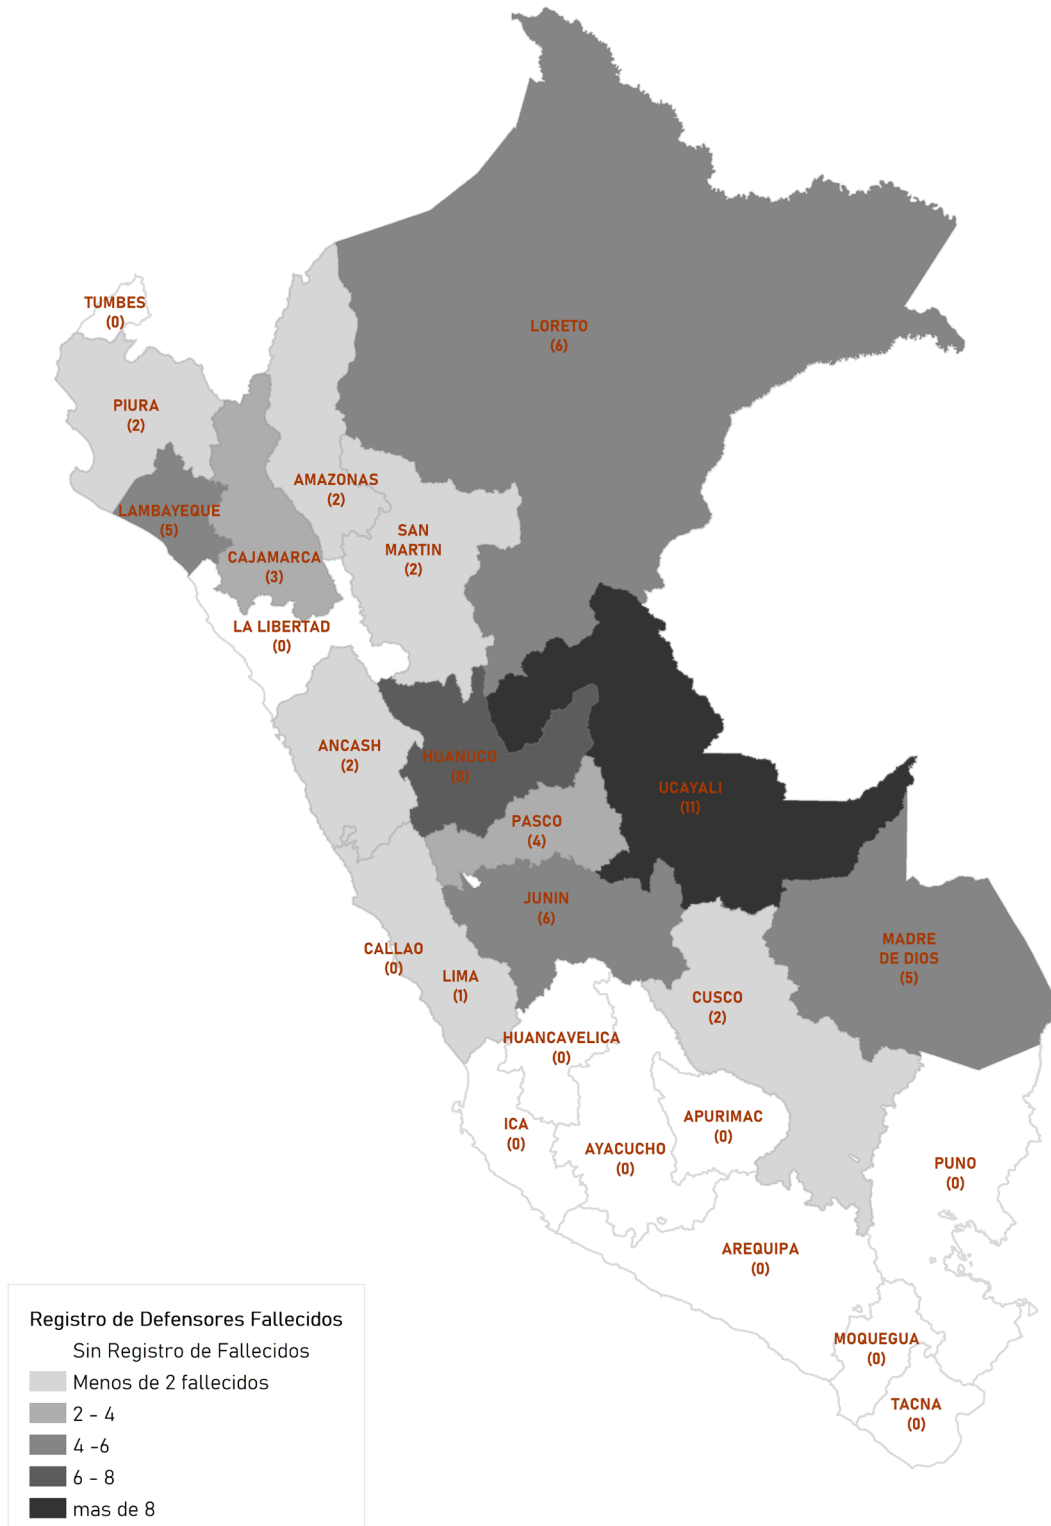 TUMBES
(0)
LORETO
(6)
PIURA
(2)
AMAZONAS
(2)
LAMBAYEQUE
(5)
SAN
MARTIN
(2)
CAJAMARCA
(3)
LA LIBERTAD
(0)
ANCASH
(2)
HUANUCO
(8)
UCAYALI
(11)
PASCO
(4)
JUNIN
(6)
MADRE
DE DIOS
(5)
CALLAO
(0)
LIMA
(1)
CUSCO
(2)
HUANCAVELICA
(0)
ICA
(0)
APURIMAC
(0)
AYACUCHO
(0)
PUNO
(0)
AREQUIPA
(0)
MOQUEGUA
(0)
TACNA
(0)
Registro de Defensores Fallecidos
Sin Registro de Fallecidos
Menos de 2 fallecidos
2 - 4
4 -6
6 - 8
mas de 8